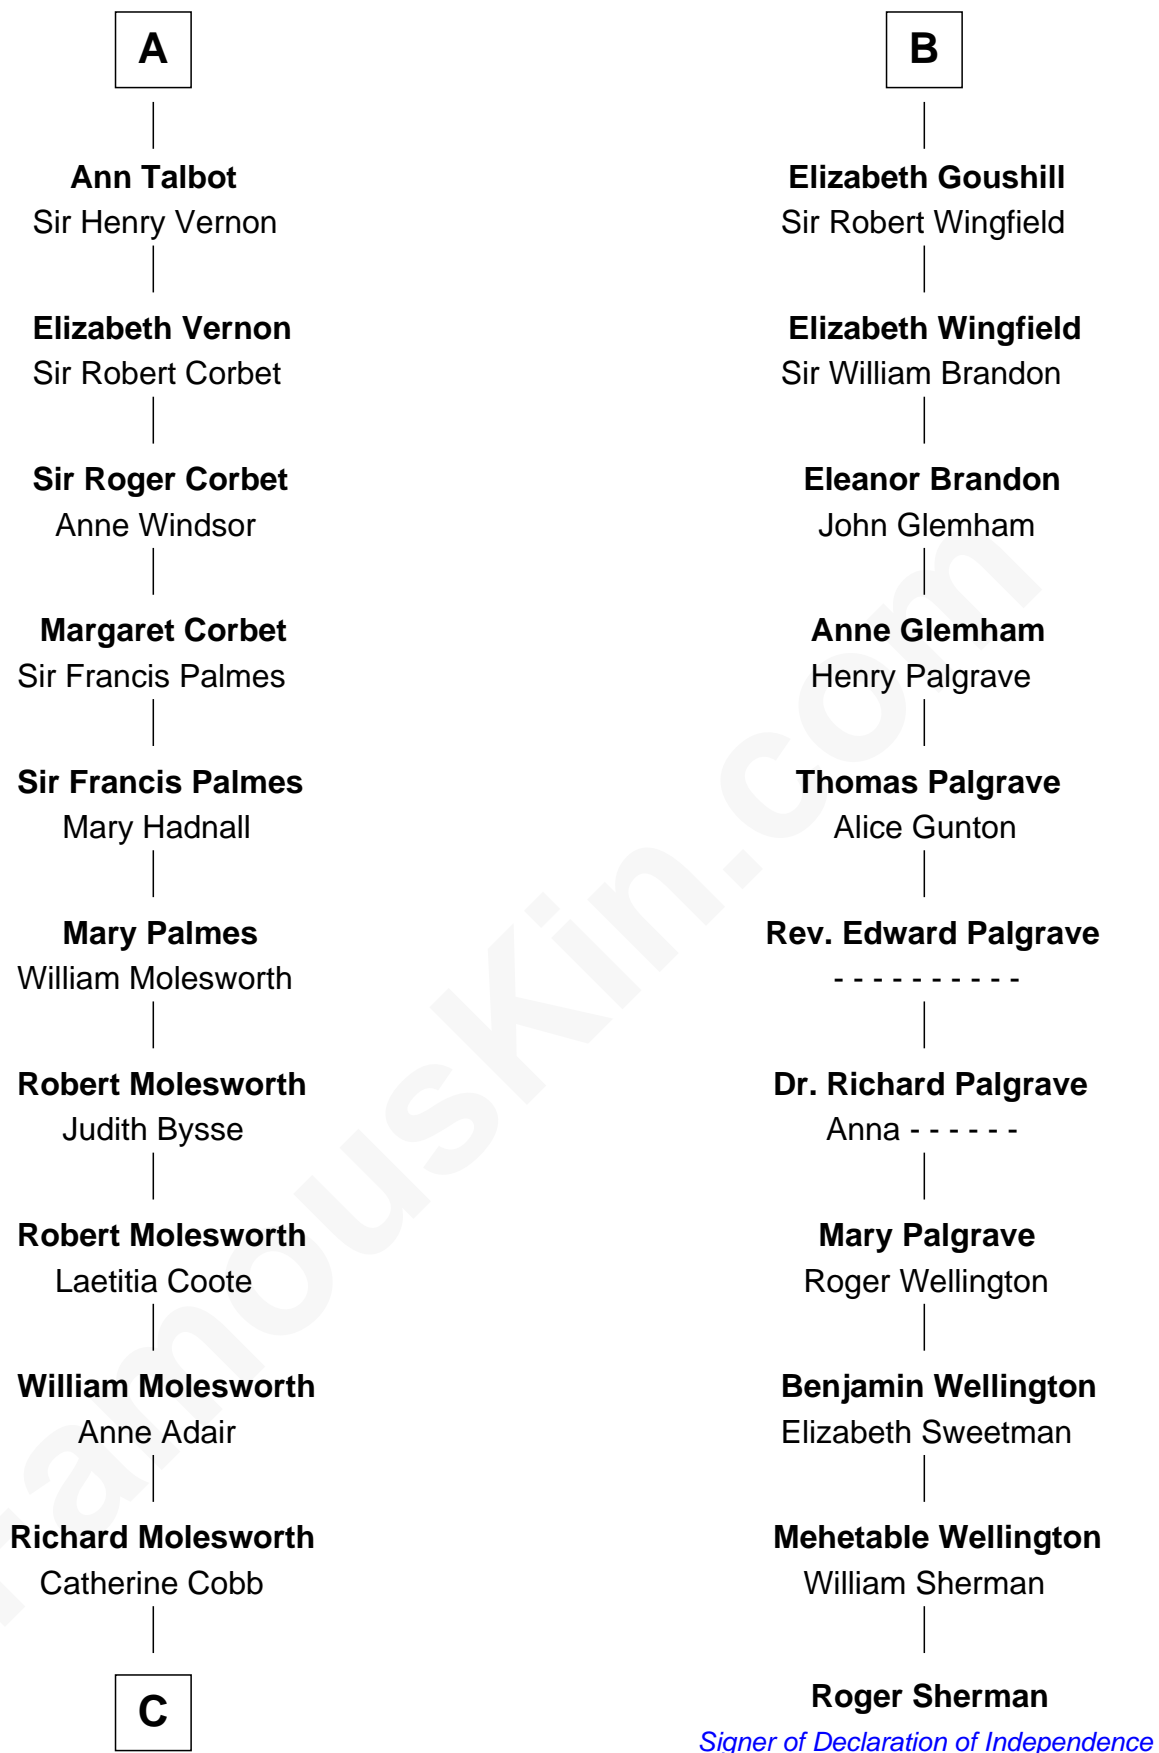 A
Ann Talbot
Sir Henry Vernon
Elizabeth Vernon
Sir Robert Corbet
Sir Roger Corbet
Anne Windsor
Margaret Corbet
Sir Francis Palmes
Sir Francis Palmes
Mary Hadnall
Mary Palmes
William Molesworth
Robert Molesworth
Judith Bysse
Robert Molesworth
Laetitia Coote
William Molesworth
Anne Adair
Richard Molesworth
Catherine Cobb
C
B
Elizabeth Goushill
Sir Robert Wingfield
Elizabeth Wingfield
Sir William Brandon
Eleanor Brandon
John Glemham
Anne Glemham
Henry Palgrave
Thomas Palgrave
Alice Gunton
Rev. Edward Palgrave
- - - - - - - - - -
Dr. Richard Palgrave
Anna - - - - - -
Mary Palgrave
Roger Wellington
Benjamin Wellington
Elizabeth Sweetman
Mehetable Wellington
William Sherman
Roger Sherman
Signer of Declaration of Independence
FamousKin.com